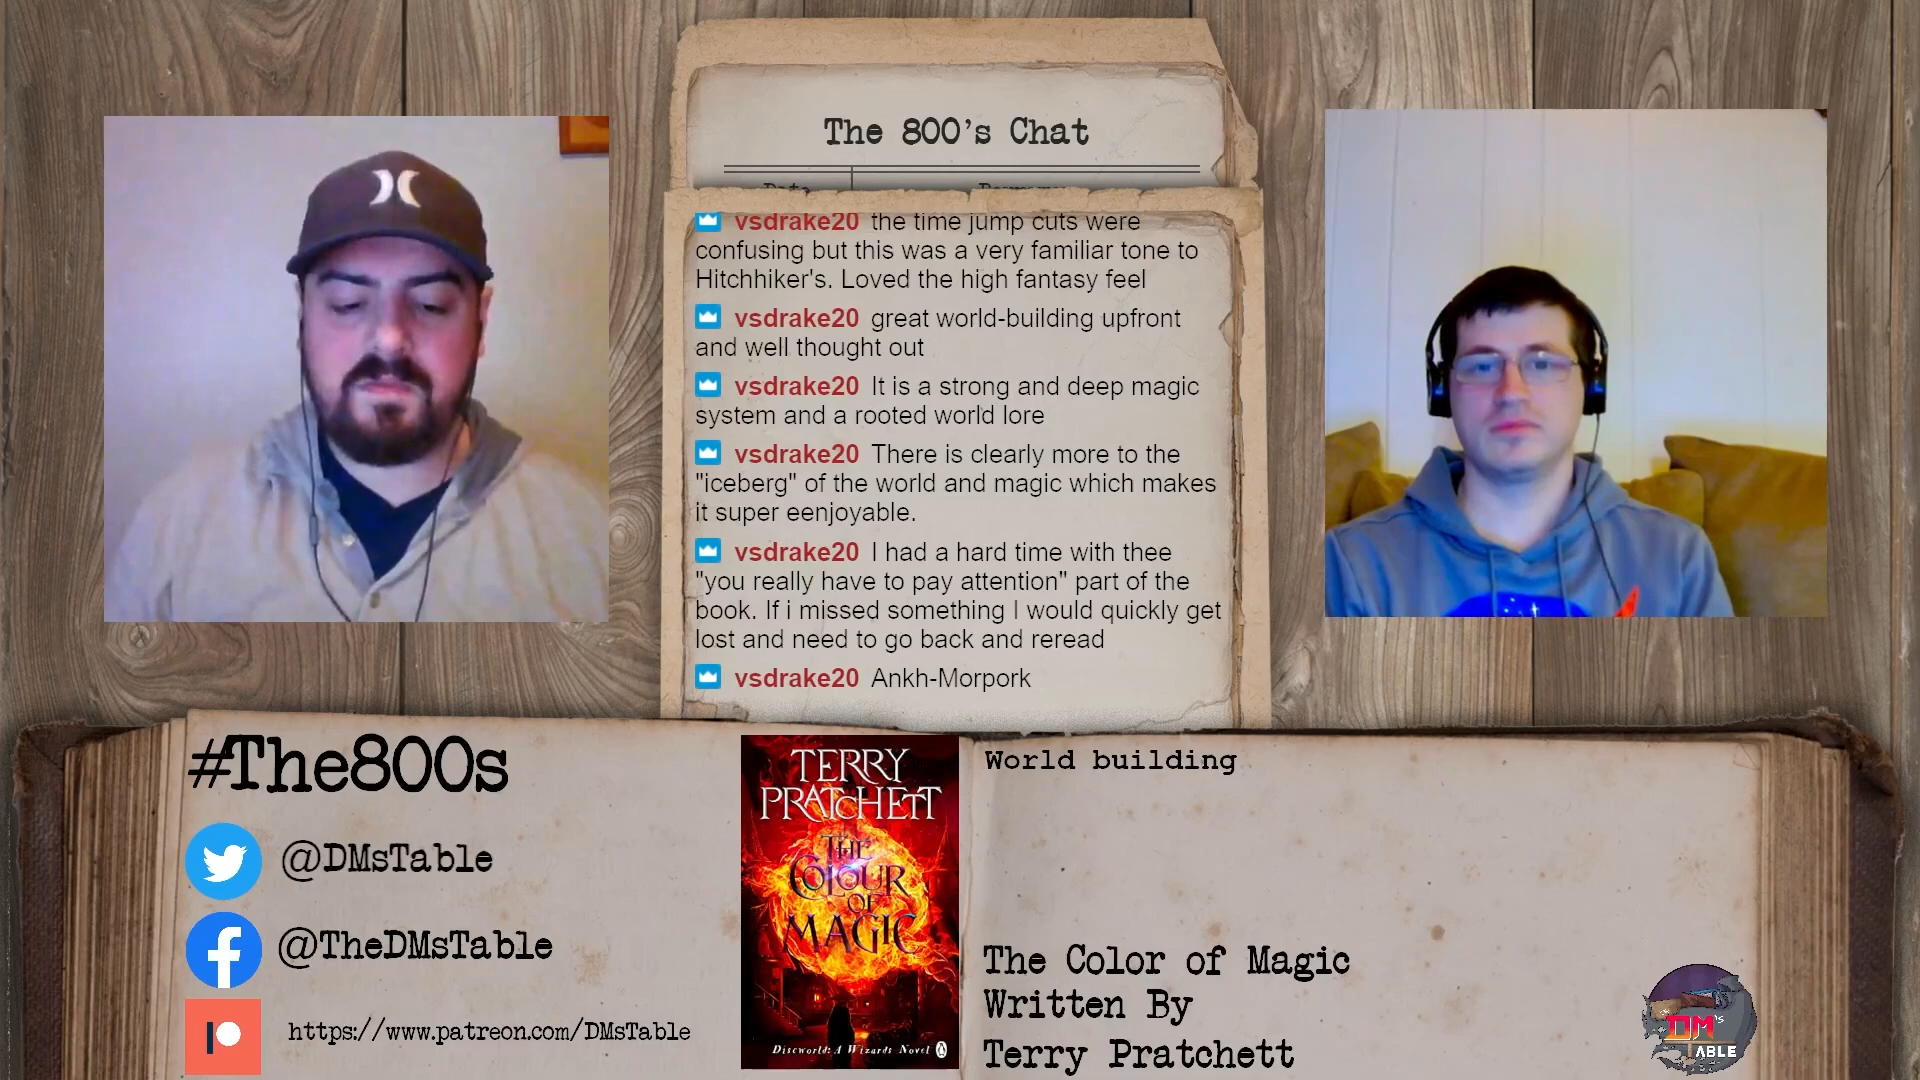 The 800's Chat
vsdrake20 the time jump cuts were
confusing but this was a very familiar tone to
Hitchhiker's. Loved the high fantasy feel
vsdrake20 great world-building upfront
and well thought out
vsdrake20 It is a strong and deep magic
system and a rooted world lore
vsdrake20 There is clearly more to the
"iceberg" of the world and magic which makes
it super eenjoyable.
vsdrake20 I had a hard time with thee
"you really have to pay attention" part of the
book. If i missed something I would quickly get
lost and need to go back and reread
vsdrake20 Ankh-Morpork
#The800s
@DMsTable
@TheDMsTable
https://www.patreon.com/DMsTable
TERRY
PRATCHETT
THE
COLOUR
OF
MAGIC
Discworld: A Wizards Novel
World building
The Color of Magic
Written By
Terry Pratchett
DM's
TABLE